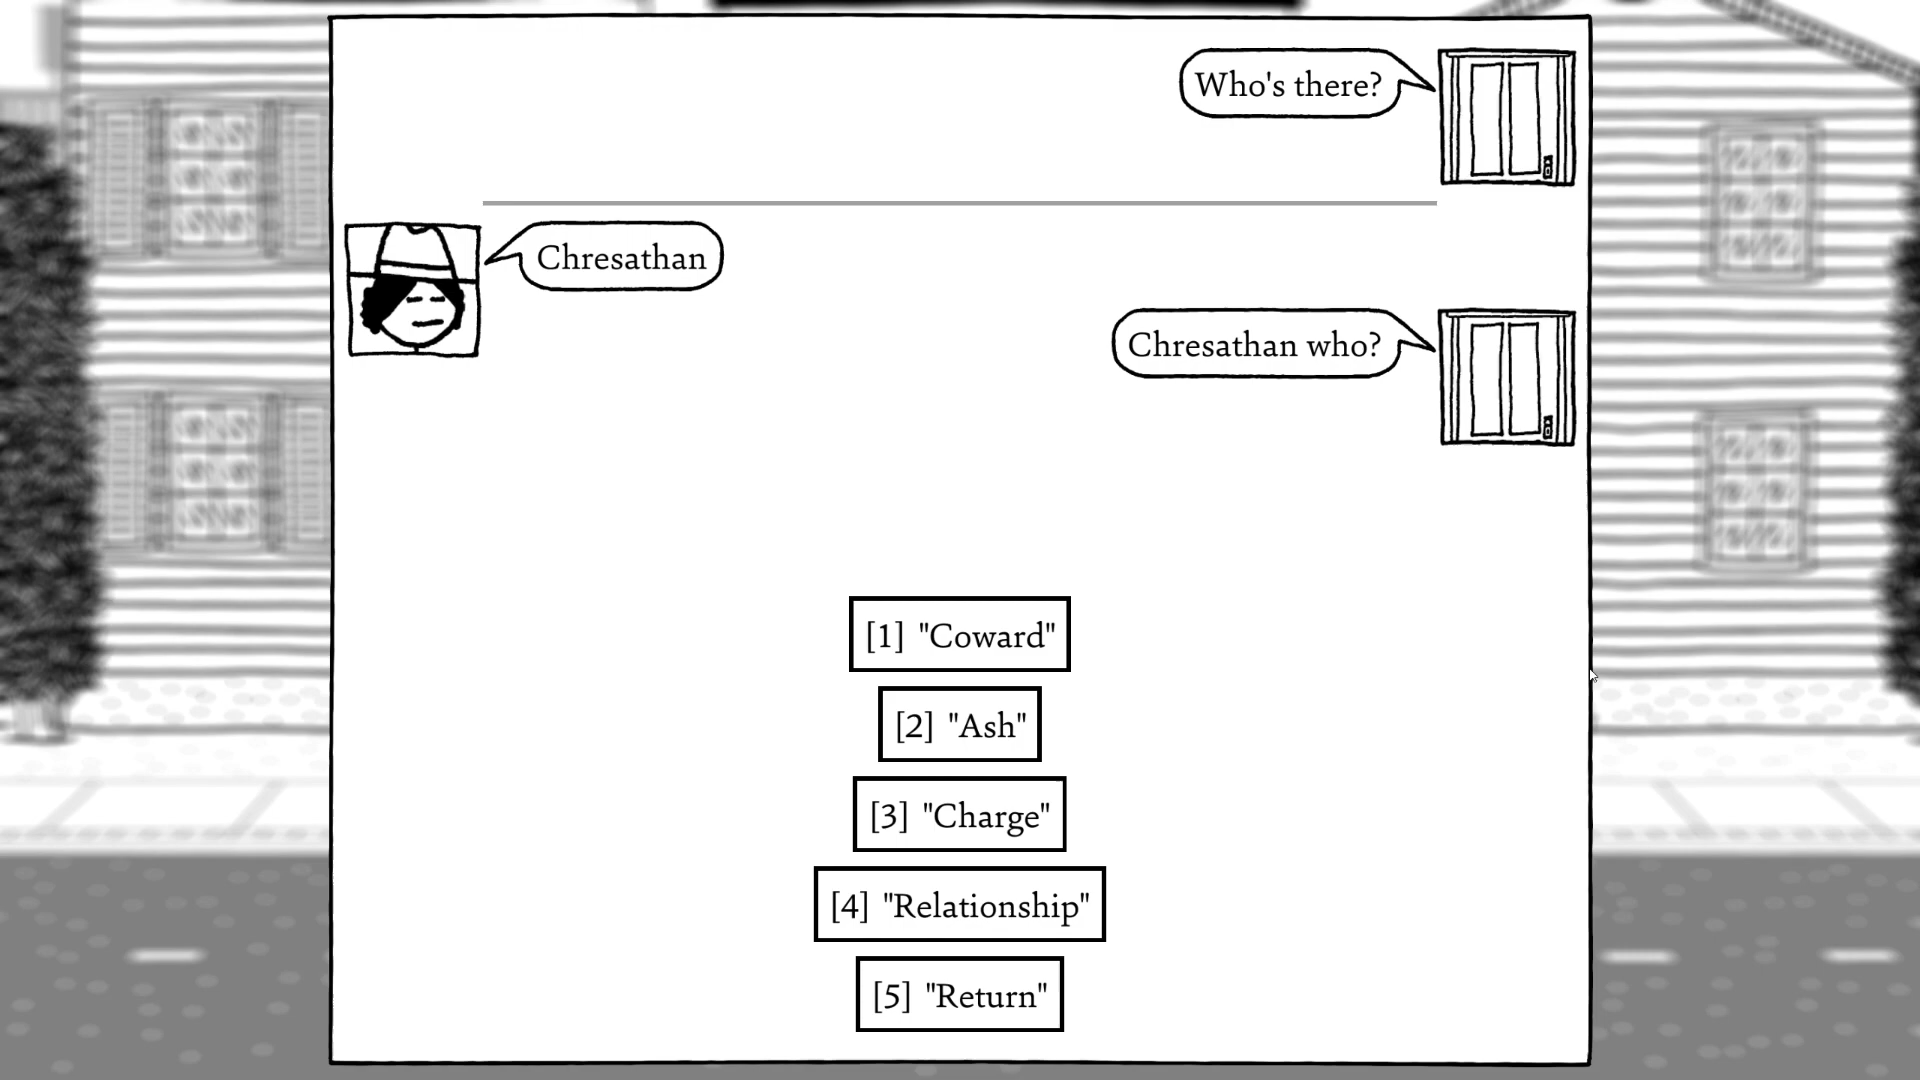 Who's there?
Chresathan
Chresathan who?
[1] "Coward"
[2] "Ash"
[3] "Charge"
[4] "Relationship"
[5] "Return"